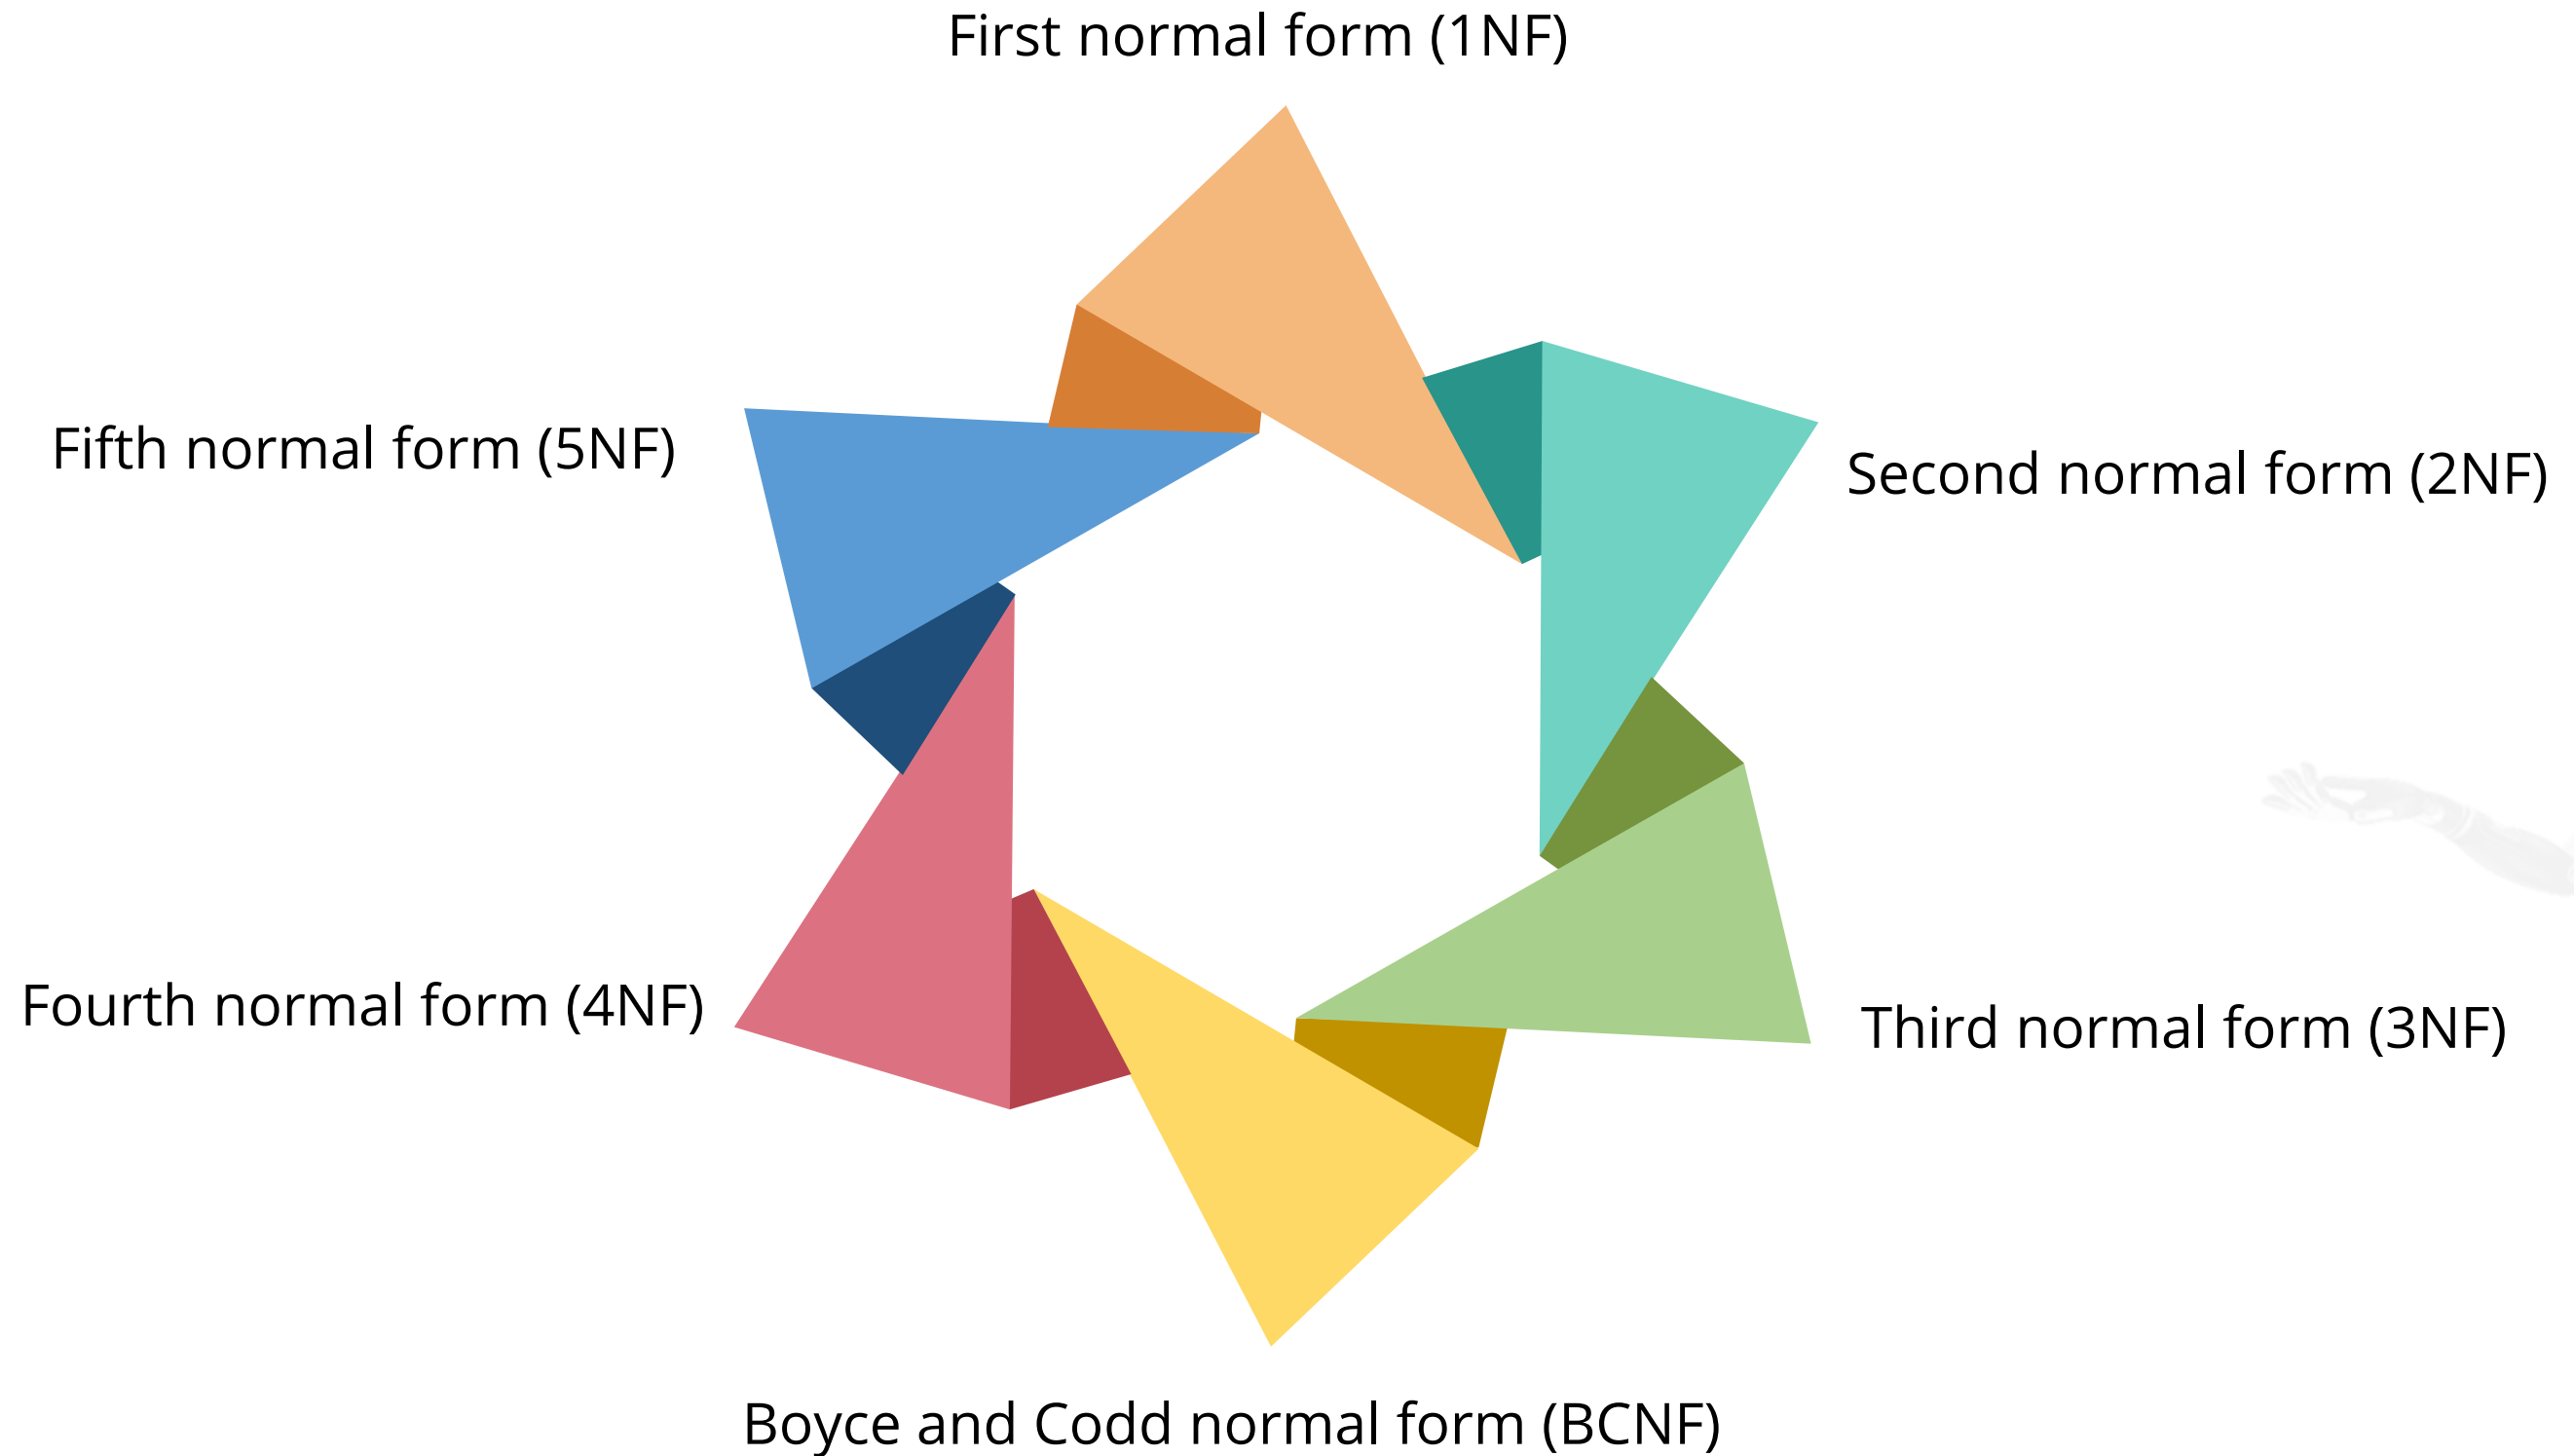 First normal form (1NF)
Second normal form (2NF)
Third normal form (3NF)
Boyce and Codd normal form (BCNF)
Fourth normal form (4NF)
Fifth normal form (5NF)